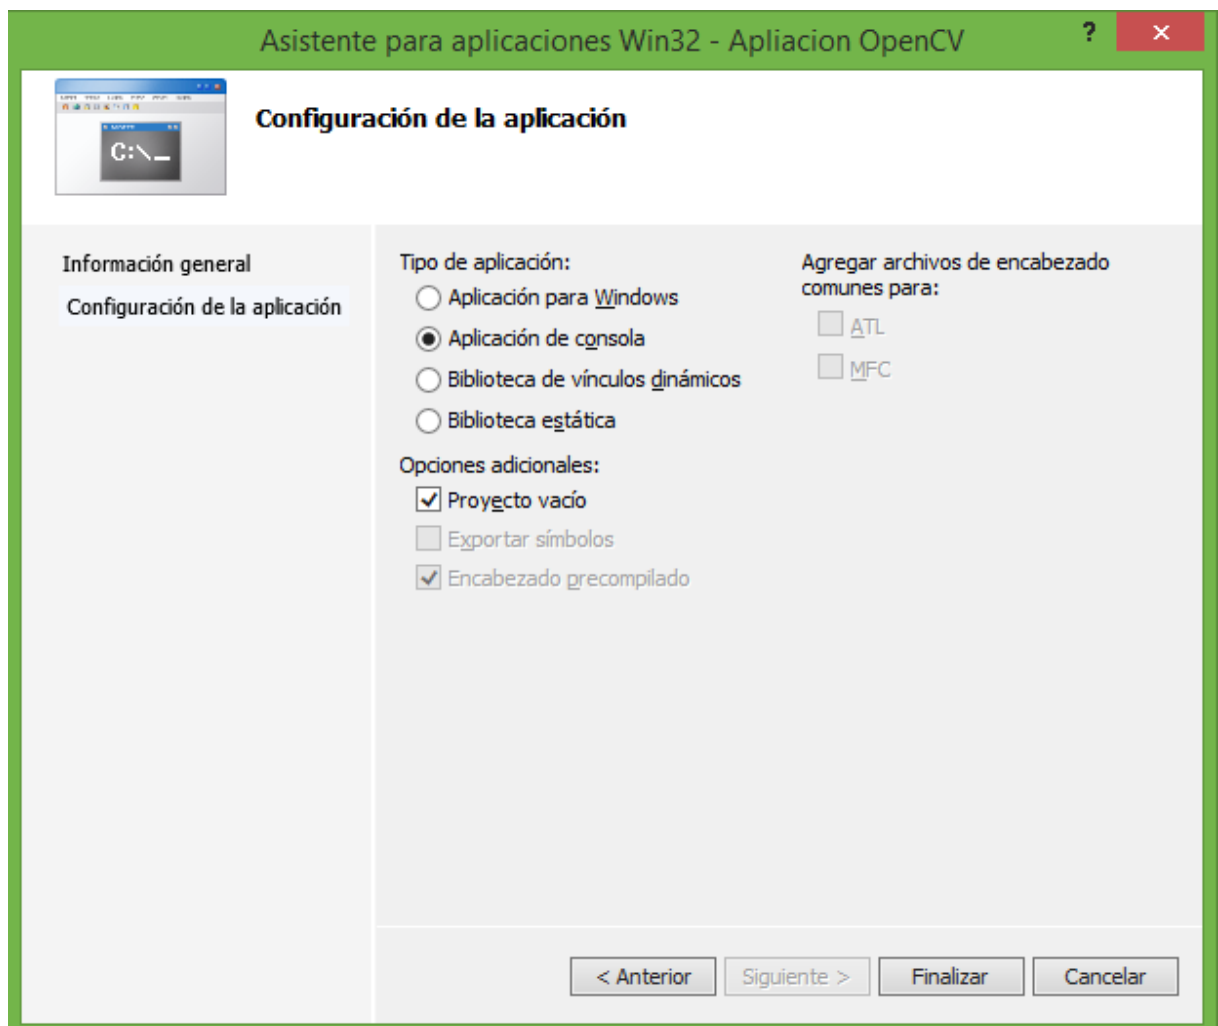 Asistente para aplicaciones Win32 - Apliacion OpenCV
?
C:\_
Configuración de la aplicación
Información general
Configuración de la aplicación
Tipo de aplicación:
Aplicación para Windows
Aplicación de consola
Biblioteca de vínculos dinámicos
Biblioteca estática
Opciones adicionales:
Proyecto vacío
Exportar símbolos
Encabezado precompilado
Agregar archivos de encabezado
comunes para:
ATL
MFC
< Anterior
Siguiente >
Finalizar
Cancelar